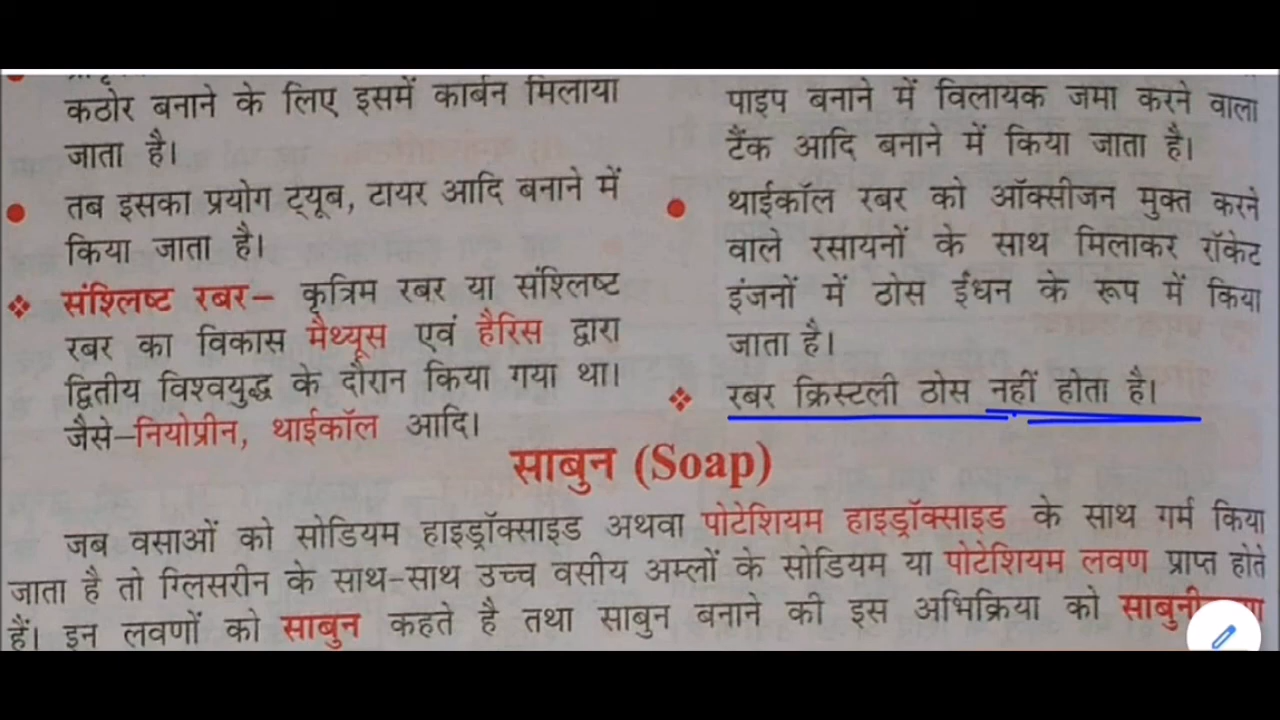 कठोर बनाने के लिए इसमें कार्बन मिलाया
जाता है।
तब इसका प्रयोग ट्यूब, टायर आदि बनाने में
किया जाता है।
संश्लिष्ट रबर– कृत्रिम रबर या संश्लिष्ट
रबर का विकास मैथ्यूस एवं हैरिस द्वारा
द्वितीय विश्वयुद्ध के दौरान किया गया था।
जैसे–नियोप्रीन, थाईकॉल आदि।
पाइप बनाने में विलायक जमा करने वाला
टैंक आदि बनाने में किया जाता है।
थाईकॉल रबर को ऑक्सीजन मुक्त करने
वाले रसायनों के साथ मिलाकर रॉकेट
इंजनों में ठोस ईंधन के रूप में किया
जाता है।
रबर क्रिस्टली ठोस नहीं होता है।
साबुन (Soap)
जब वसाओं को सोडियम हाइड्रॉक्साइड अथवा पोटेशियम हाइड्रॉक्साइड के साथ गर्म किया
जाता है तो ग्लिसरीन के साथ-साथ उच्च वसीय अम्लों के सोडियम या पोटेशियम लवण प्राप्त होते
हैं। इन लवणों को साबुन कहते है तथा साबुन बनाने की इस अभिक्रिया को